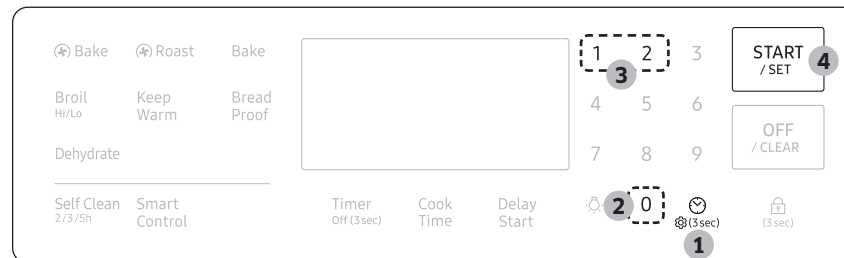 Bake Roast Bake
1 2 3
START
/ SET
4
3
Broil
Hi/Lo
Keep
Warm
Bread
Proof
4 5 6
OFF
/ CLEAR
Dehydrate
7 8 9
Self Clean
2/3/5h
Smart
Control
Timer
Off (3 sec)
Cook
Time
Delay
Start
2 0
(3 sec)
1
(3 sec)